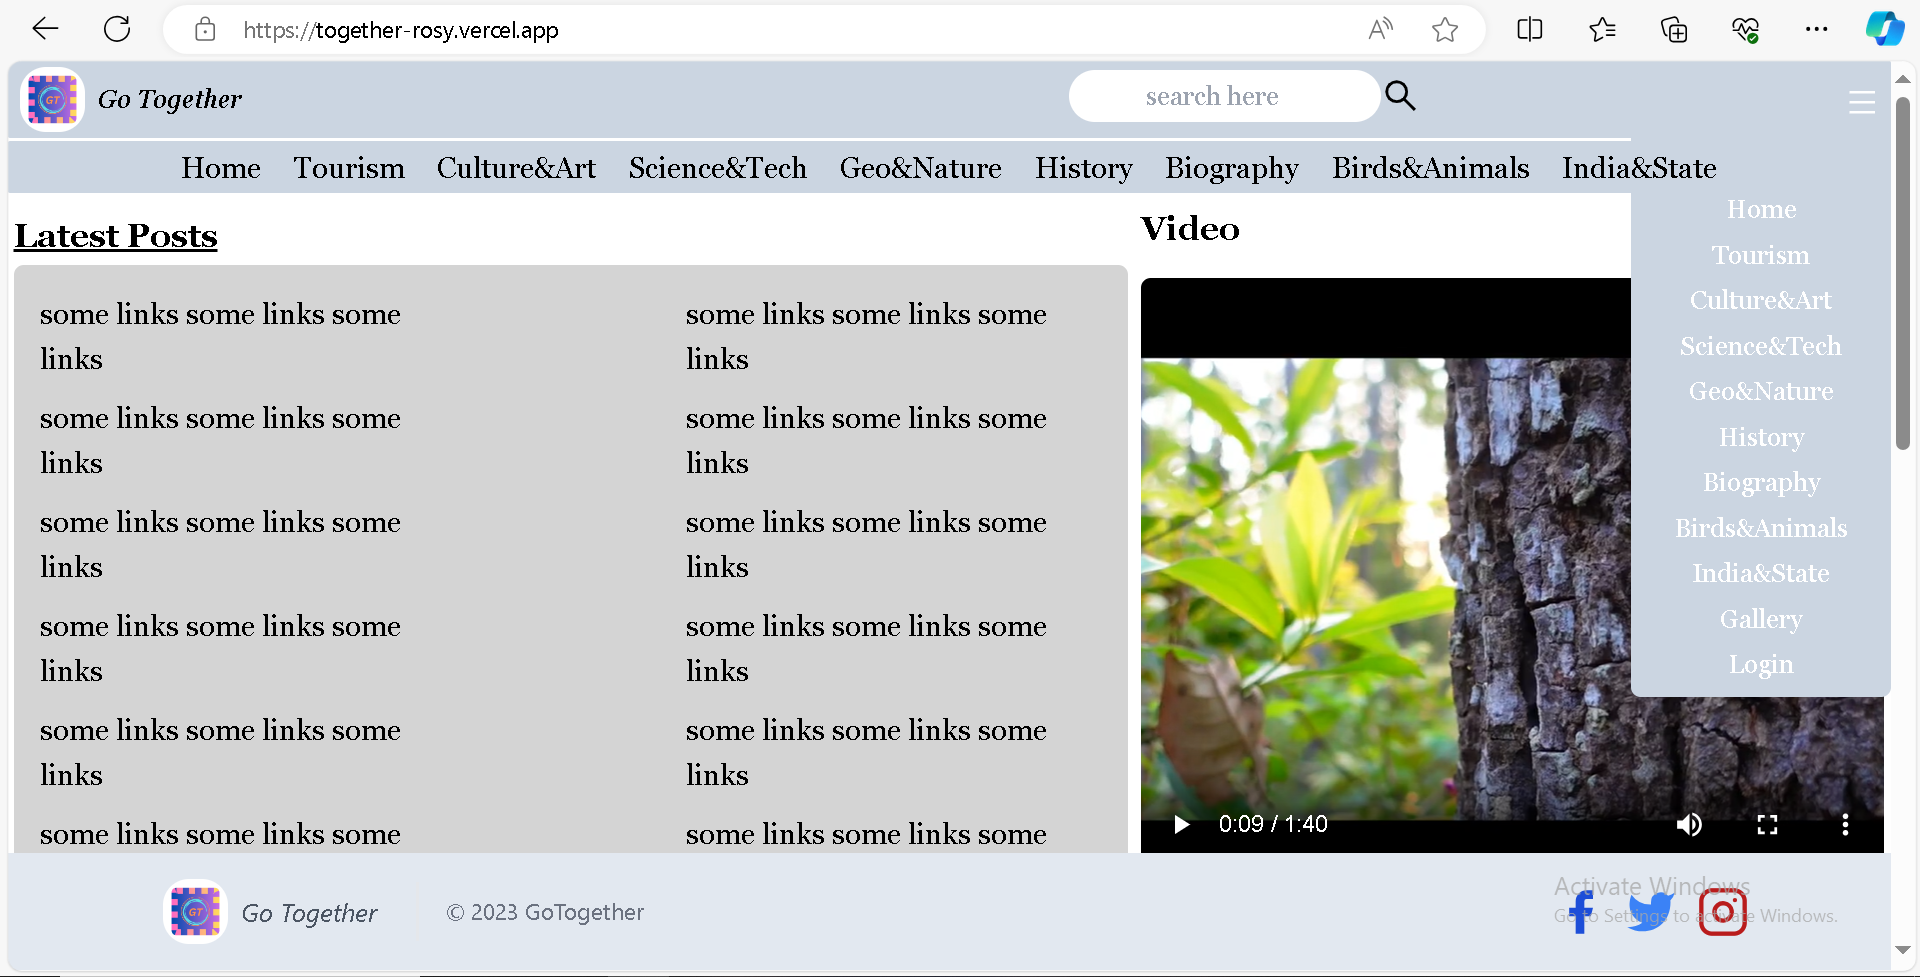 https://together-rosy.vercel.app
GT
Go Together
search here
Home Tourism Culture&Art Science&Tech Geo&Nature History Biography Birds&Animals India&State
Latest Posts
some links some links some
links
some links some links some
links
some links some links some
links
some links some links some
links
some links some links some
links
some links some links some
some links some links some
links
some links some links some
links
some links some links some
links
some links some links some
links
some links some links some
links
some links some links some
Video
0:09 / 1:40
Home
Tourism
Culture&Art
Science&Tech
Geo&Nature
History
Biography
Birds&Animals
India&State
Gallery
Login
GT
Go Together
© 2023 GoTogether
Activate Windows
Go to Settings to activate Windows.